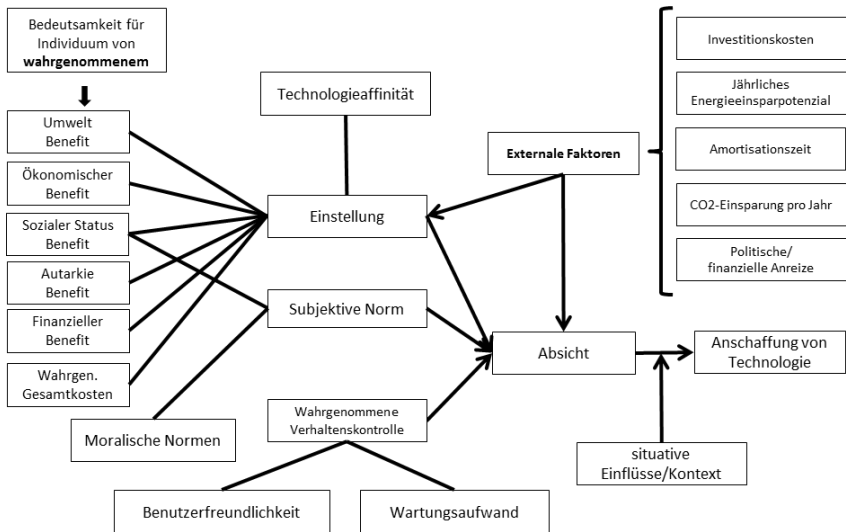 Bedeutsamkeit für
Individuum von
wahrgenommenem
Umwelt
Benefit
Ökonomischer
Benefit
Sozialer Status
Benefit
Autarkie
Benefit
Finanzieller
Benefit
Wahrgen.
Gesamtkosten
Moralische Normen
Technologieaffinität
Einstellung
Subjektive Norm
Wahrgenommene
Verhaltenskontrolle
Benutzerfreundlichkeit
Wartungsaufwand
Externale Faktoren
Investitionskosten
Jährliches
Energieeinsparpotenzial
Amortisationszeit
CO2-Einsparung pro Jahr
Politische/
finanzielle Anreize
Absicht
Anschaffung von
Technologie
situative
Einflüsse/Kontext